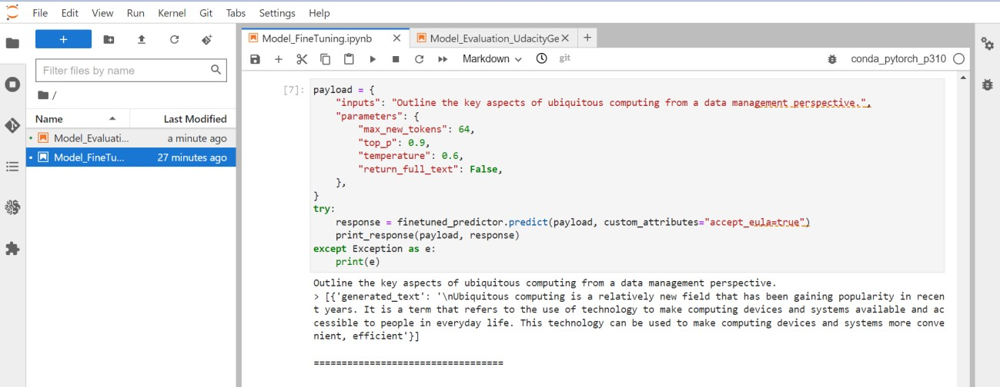 File Edit View Run Kernel Git Tabs Settings Help
+
Filter files by name
/
Name Last Modified
Model_Evaluati... a minute ago
Model_FineTu... 27 minutes ago
Model_FineTuning.ipynb
Model_Evaluation_UdacityGe
Markdown
git
conda_pytorch_p310
[7]: payload = {
"inputs": "Outline the key aspects of ubiquitous computing from a data management perspective.",
"parameters": {
"max_new_tokens": 64,
"top_p": 0.9,
"temperature": 0.6,
"return_full_text": False,
},
}
try:
response = finetuned_predictor.predict(payload, custom_attributes="accept_eula=true")
print_response(payload, response)
except Exception as e:
print(e)
Outline the key aspects of ubiquitous computing from a data management perspective.
> [{'generated_text': '\nUbiquitous computing is a relatively new field that has been gaining popularity in recen
t years. It is a term that refers to the use of technology to make computing devices and systems available and ac
cessible to people in everyday life. This technology can be used to make computing devices and systems more conve
nient, efficient'}]
==================================